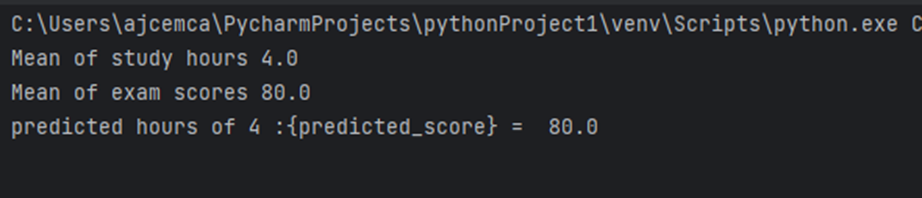 C:\Users\ajcemca\PycharmProjects\pythonProject1\venv\Scripts\python.exe C
Mean of study hours 4.0
Mean of exam scores 80.0
predicted hours of 4 :{predicted_score} =  80.0